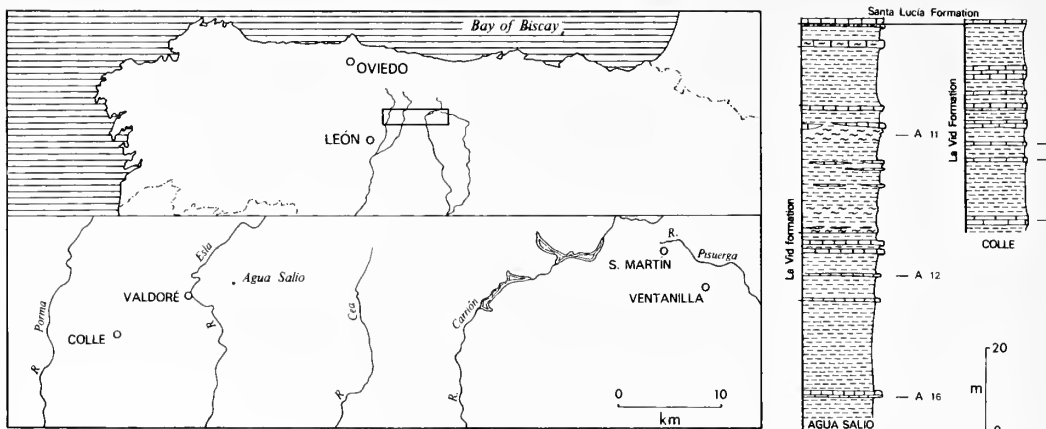 Bay of Biscay
OVIEDO
LEÓN
Porma
R
COLLE
VALDORÉ
Esla
R.
Agua Salio
Cea
R
Carrión
R.
S. MARTIN
R.
Pisuerga
VENTANILLA
0 10
km
Santa Lucía Formation
La Vid formation
A 11
A 12
A 16
AGUA SALIO
La Vid Formation
COLLE
20
m